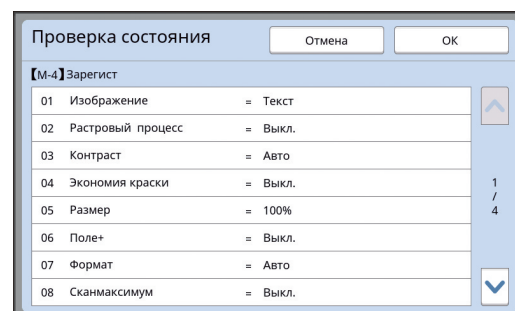 Проверка состояния Отмена ОК
【М-4】Зарегист
01 Изображение = Текст
02 Растровый процесс = Выкл.
03 Контраст = Авто
04 Экономия краски = Выкл.
05 Размер = 100%
06 Поле+ = Выкл.
07 Формат = Авто
08 Сканмаксимум = Выкл.
1
/
4